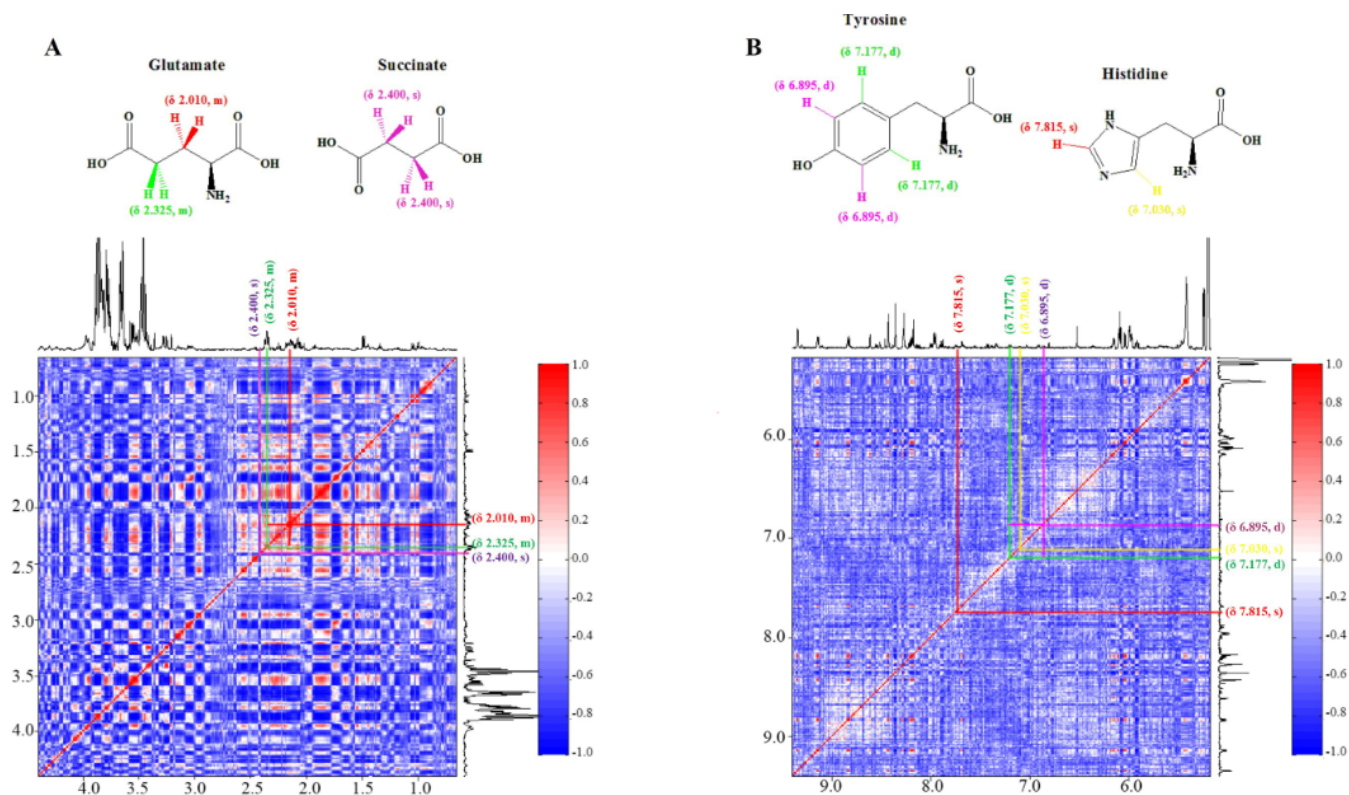 A
Glutamate
Succinate
(δ 2.010, m)
(δ 2.400, s)
H H
H H
O
O
O
HO
OH
HO
OH
O
H H
NH2
H H
(δ 2.325, m)
(δ 2.400, s)
(δ 2.400, s)
(δ 2.325, m)
(δ 2.010, m)
1.0
1.5
2.0
2.5
3.0
3.5
4.0
(δ 2.010, m)
(δ 2.325, m)
(δ 2.400, s)
1.0
0.8
0.6
0.4
0.2
0.0
-0.2
-0.4
-0.6
-0.8
-1.0
4.0 3.5 3.0 2.5 2.0 1.5 1.0
B
Tyrosine
(δ 7.177, d)
(δ 6.895, d)
H
H
O
OH
NH2
HO
H
H
(δ 7.177, d)
(δ 6.895, d)
Histidine
(δ 7.815, s)
H
H
N
N
O
OH
H2N
H
(δ 7.030, s)
(δ 7.815, s)
(δ 7.177, d)
(δ 7.030, s)
(δ 6.895, d)
6.0
7.0
8.0
9.0
(δ 6.895, d)
(δ 7.030, s)
(δ 7.177, d)
(δ 7.815, s)
1.0
0.8
0.6
0.4
0.2
0.0
-0.2
-0.4
-0.6
-0.8
-1.0
9.0 8.0 7.0 6.0